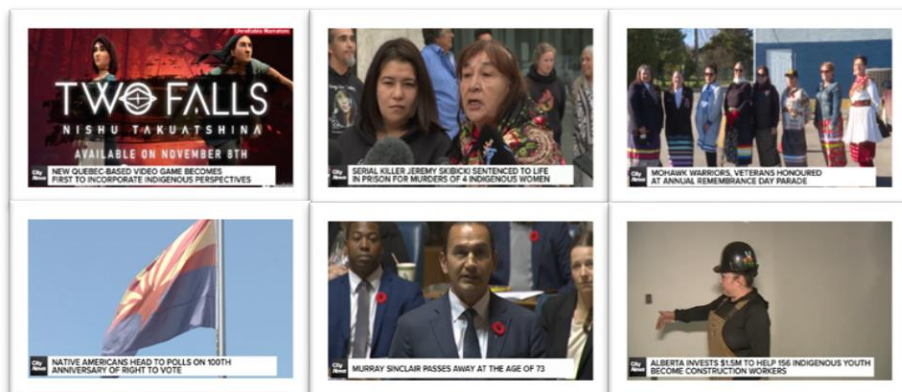 Unreliable Narrators
TWO FALLS
NISHU TAKUATSHINA
AVAILABLE ON NOVEMBER 8TH
City News
NEW QUEBEC-BASED VIDEO GAME BECOMES
FIRST TO INCORPORATE INDIGENOUS PERSPECTIVES
City News
SERIAL KILLER JEREMY SKIBICKI SENTENCED TO LIFE
IN PRISON FOR MURDERS OF 4 INDIGENOUS WOMEN
City News
MOHAWK WARRIORS, VETERANS HONOURED
AT ANNUAL REMEMBRANCE DAY PARADE
City News
NATIVE AMERICANS HEAD TO POLLS ON 100TH
ANNIVERSARY OF RIGHT TO VOTE
City News
MURRAY SINCLAIR PASSES AWAY AT THE AGE OF 73
City News
ALBERTA INVESTS $1.5M TO HELP 156 INDIGENOUS YOUTH
BECOME CONSTRUCTION WORKERS